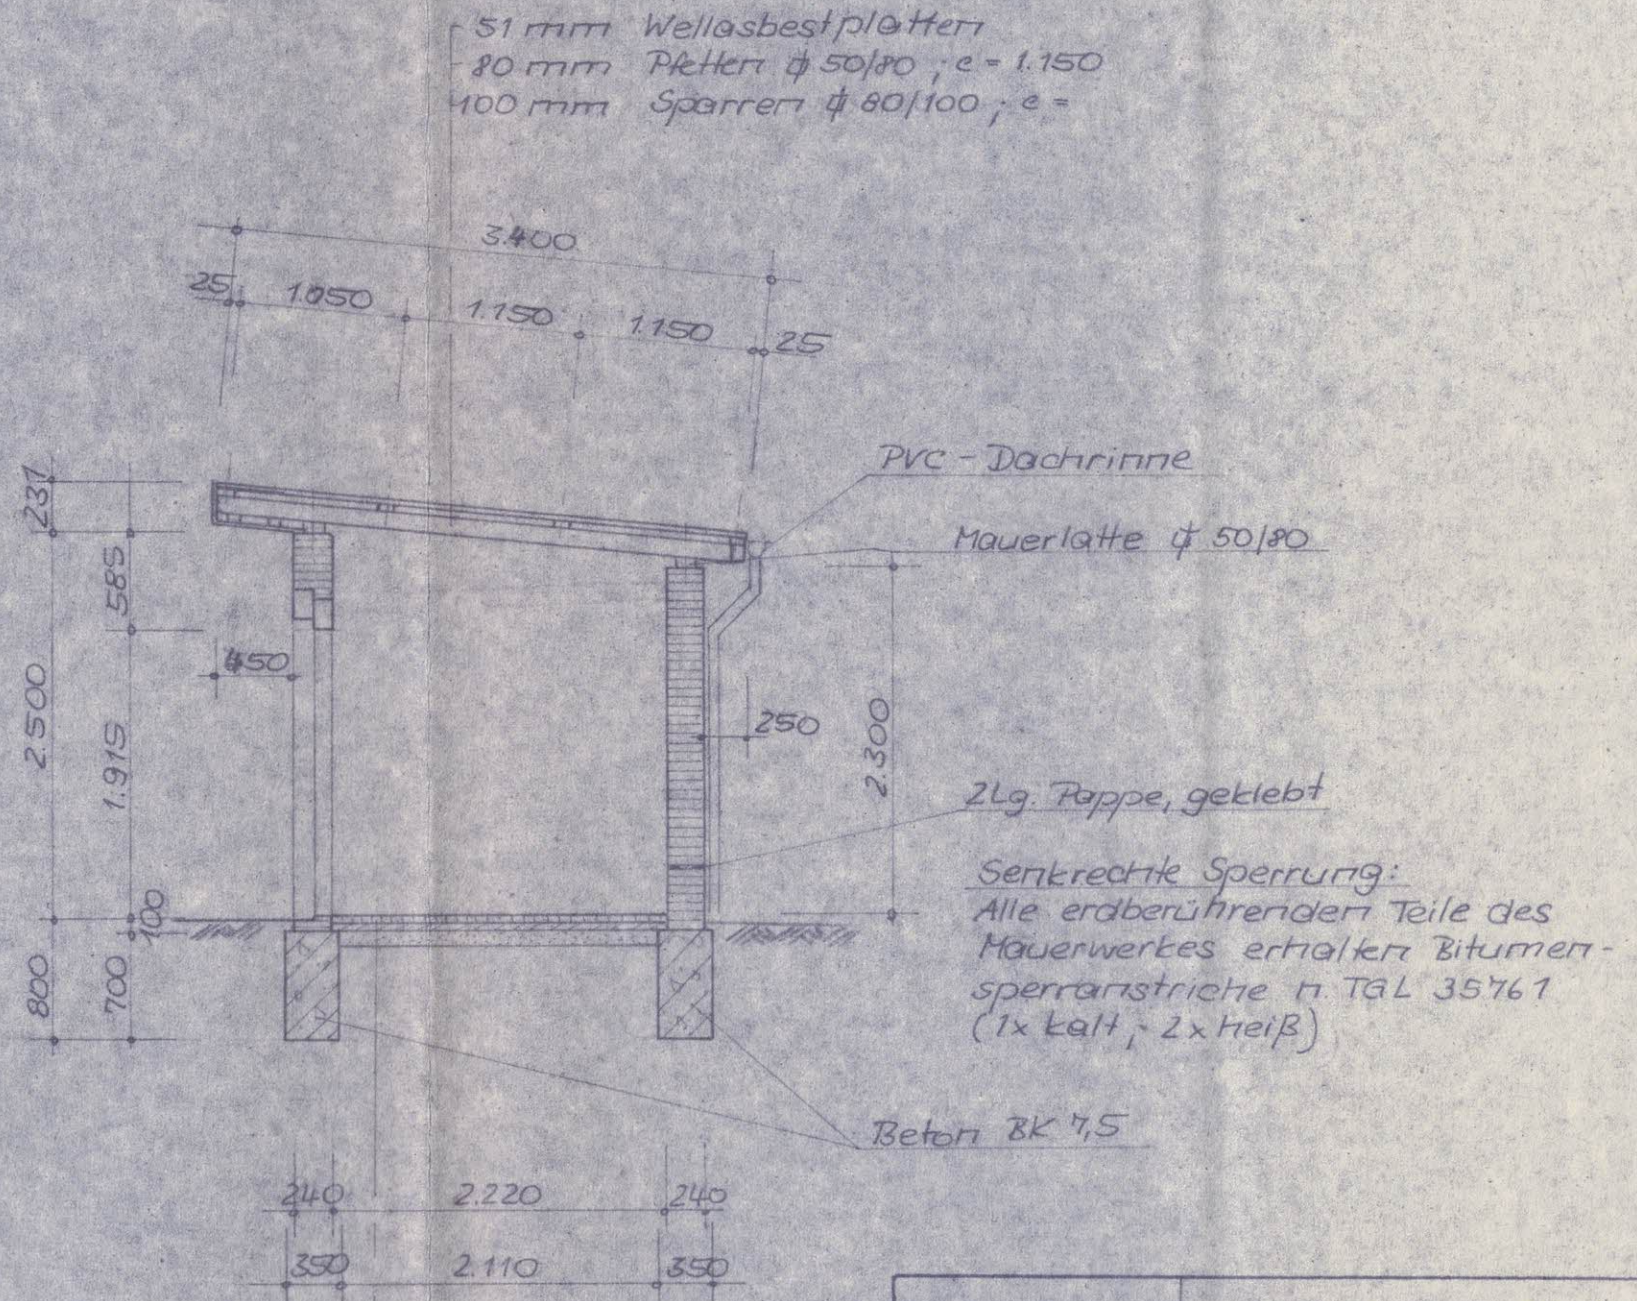 51 mm Wellasbestplatten
80 mm Pfetten ⌀ 50/80 ; e = 1.150
100 mm Sparren ⌀ 80/100 ; e =
3.400
25 1.050 1.150 1.150 25
PVC - Dachrinne
Mauerlatte ⌀ 50/80
231
585
450
2.500
1.915
250
2.300
2Lg. Pappe, geklebt
Senkrechte Sperrung:
Alle erdberührenden Teile des
Mauerwerkes erhalten Bitumen-
sperranstriche n. TGL 35761
(1x kalt ; 2x heiß)
100
800
700
Beton BK 7,5
240 2.220 240
350 2.110 350